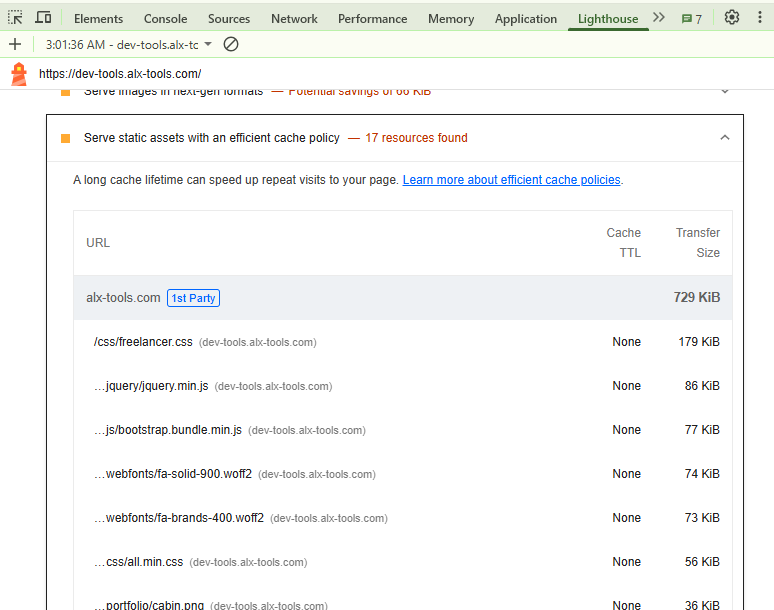 Elements Console Sources Network Performance Memory Application Lighthouse 7
3:01:36 AM - dev-tools.alx-tc
https://dev-tools.alx-tools.com/
Serve images in next-gen formats — Potential savings of 66 KiB
Serve static assets with an efficient cache policy — 17 resources found
A long cache lifetime can speed up repeat visits to your page. Learn more about efficient cache policies.
URL Cache TTL Transfer Size
alx-tools.com 1st Party 729 KiB
/css/freelancer.css (dev-tools.alx-tools.com) None 179 KiB
…jquery/jquery.min.js (dev-tools.alx-tools.com) None 86 KiB
…js/bootstrap.bundle.min.js (dev-tools.alx-tools.com) None 77 KiB
…webfonts/fa-solid-900.woff2 (dev-tools.alx-tools.com) None 74 KiB
…webfonts/fa-brands-400.woff2 (dev-tools.alx-tools.com) None 73 KiB
…css/all.min.css (dev-tools.alx-tools.com) None 56 KiB
…portfolio/cabin.png (dev-tools.alx-tools.com) None 36 KiB